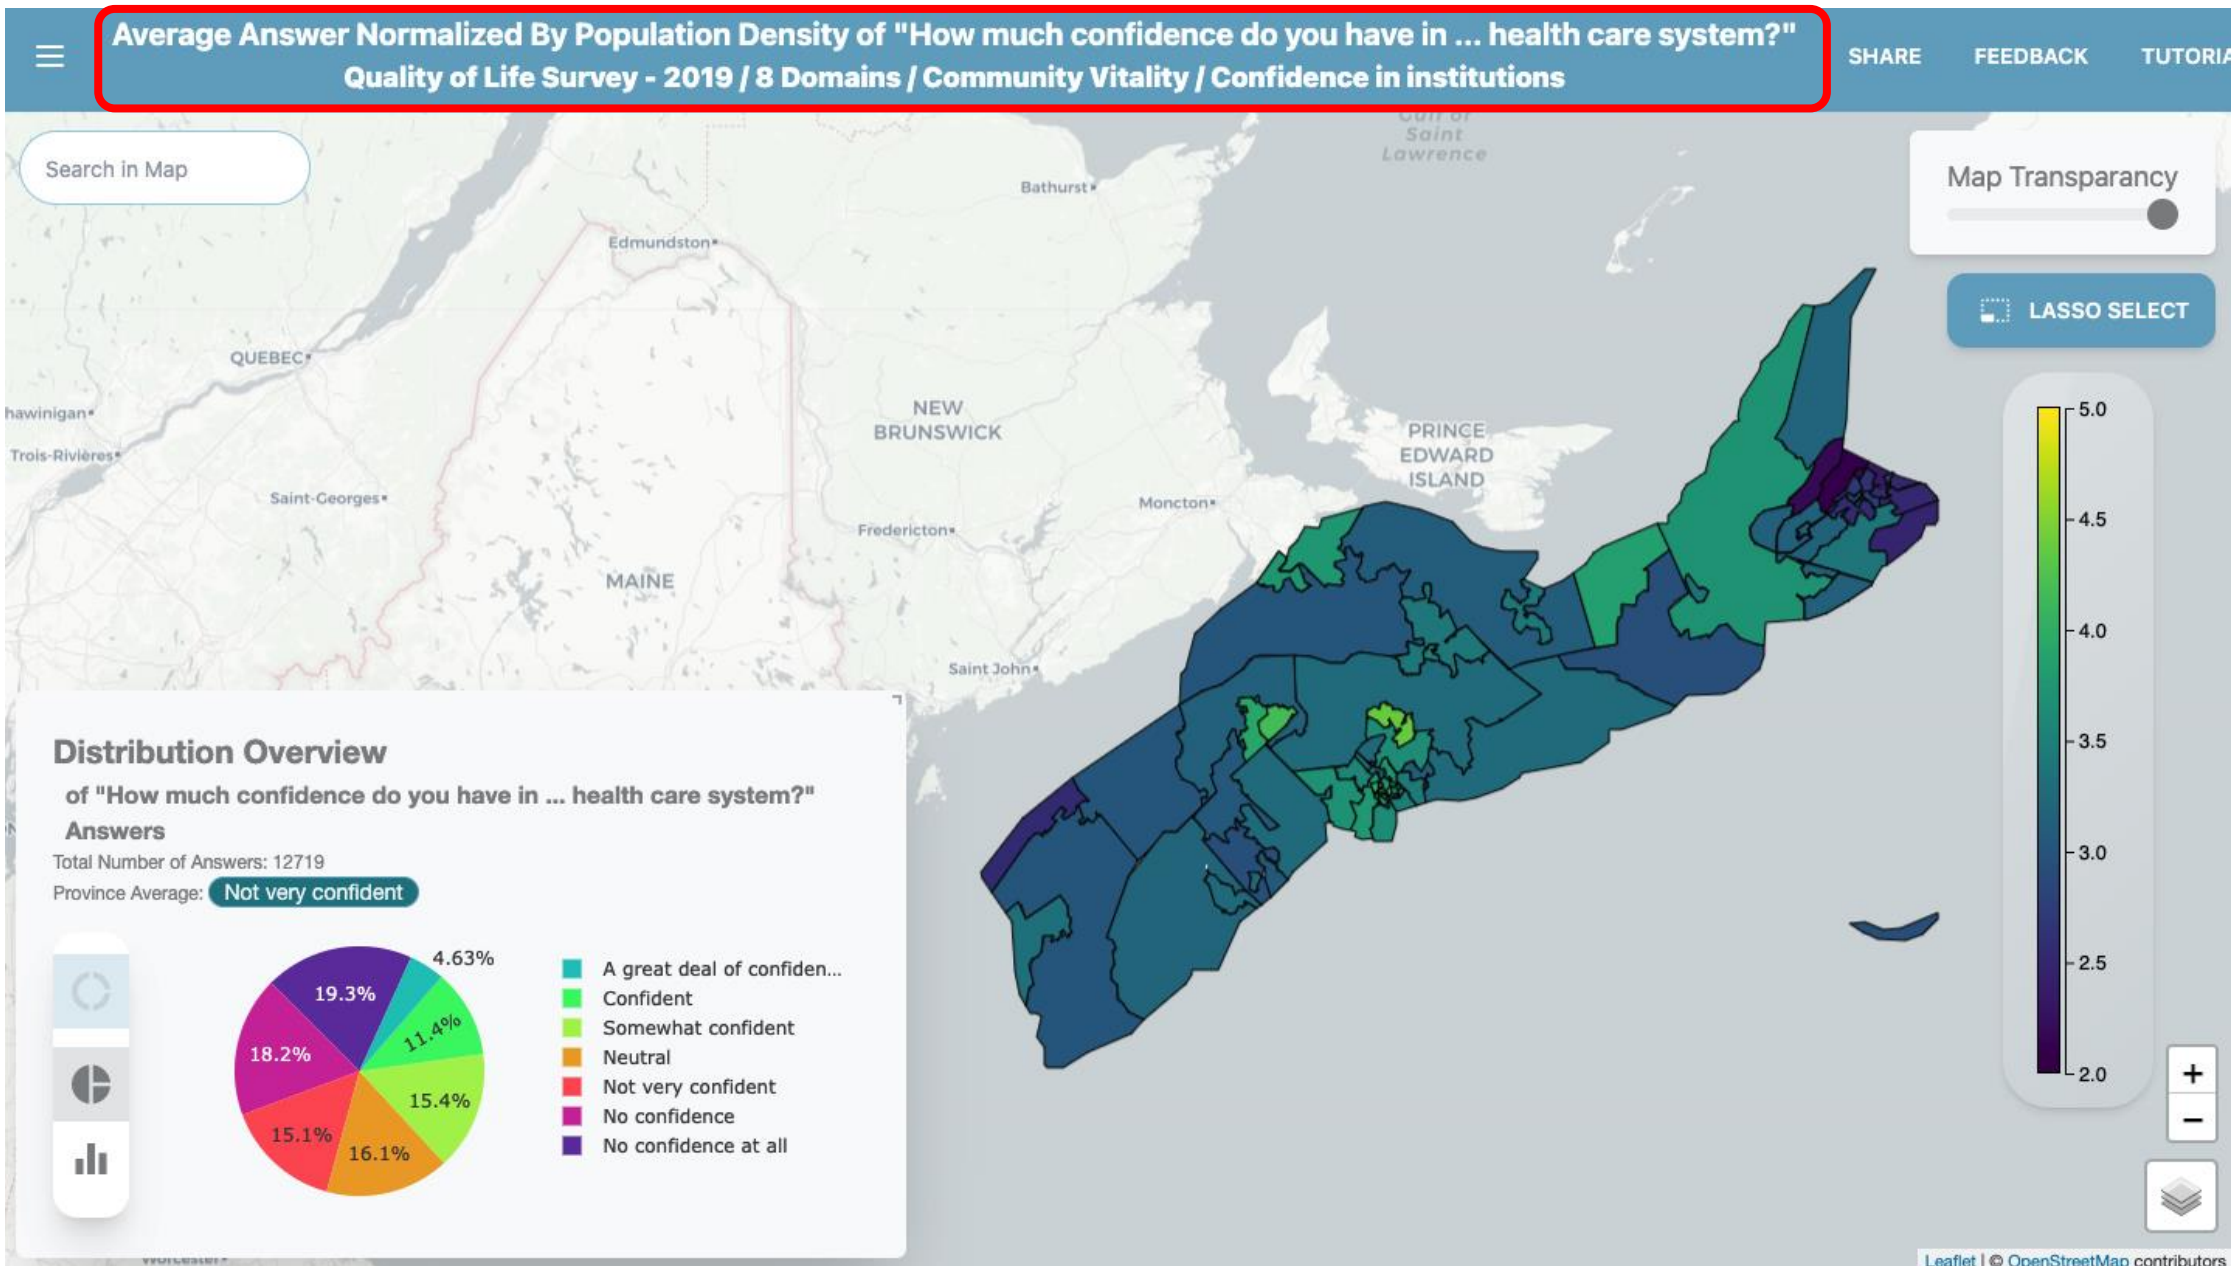 Average Answer Normalized By Population Density of "How much confidence do you have in ... health care system?"
Quality of Life Survey - 2019 / 8 Domains / Community Vitality / Confidence in institutions
SHARE
FEEDBACK
Search in Map
Gulf of
Saint
Lawrence
Map Transparancy
Bathurst
Edmundston
LASSO SELECT
QUEBEC
NEW
BRUNSWICK
hawinigan
Trois-Rivières
PRINCE
EDWARD
ISLAND
Saint-Georges
Moncton
Fredericton
MAINE
Saint John
5.0
4.5
4.0
3.5
3.0
2.5
2.0
Distribution Overview
of "How much confidence do you have in ... health care system?"
Answers
Total Number of Answers: 12719
Province Average: Not very confident
4.63%
19.3%
11.4%
18.2%
15.4%
15.1%
16.1%
A great deal of confiden...
Confident
Somewhat confident
Neutral
Not very confident
No confidence
No confidence at all
+
−
Worcester
Leaflet | © OpenStreetMap contributors